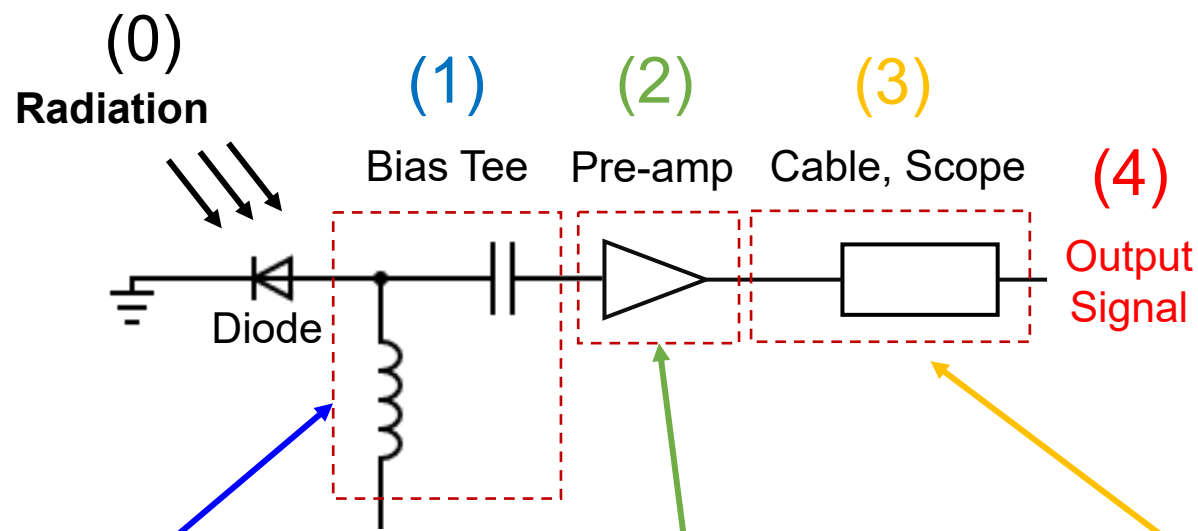 (0)
Radiation
(1)
Bias Tee
(2)
Pre-amp
(3)
Cable, Scope
(4)
Output
Signal
Diode